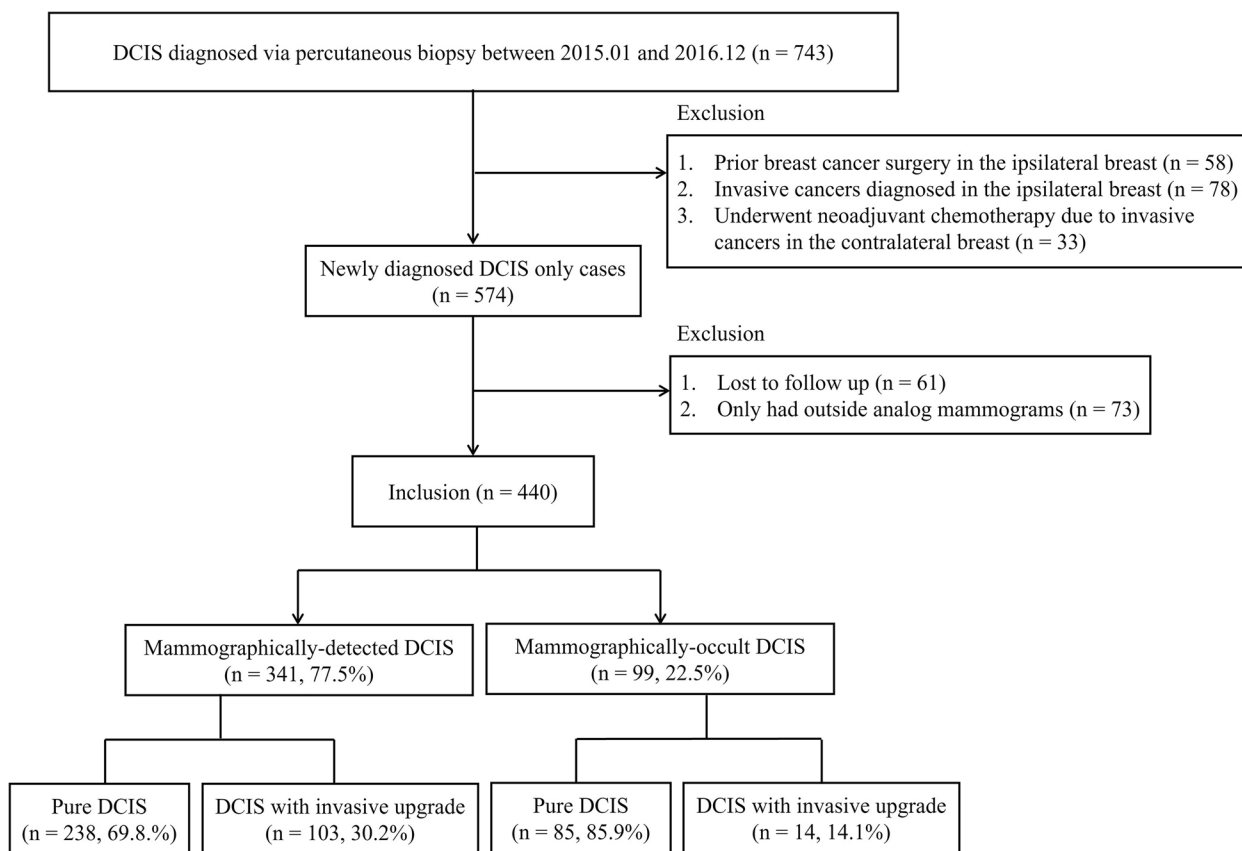 DCIS diagnosed via percutaneous biopsy between 2015.01 and 2016.12 (n = 743)
Exclusion
1. Prior breast cancer surgery in the ipsilateral breast (n = 58)
2. Invasive cancers diagnosed in the ipsilateral breast (n = 78)
3. Underwent neoadjuvant chemotherapy due to invasive
cancers in the contralateral breast (n = 33)
Newly diagnosed DCIS only cases
(n = 574)
Exclusion
1. Lost to follow up (n = 61)
2. Only had outside analog mammograms (n = 73)
Inclusion (n = 440)
Mammographically-detected DCIS
(n = 341, 77.5%)
Mammographically-occult DCIS
(n = 99, 22.5%)
Pure DCIS
(n = 238, 69.8.%)
DCIS with invasive upgrade
(n = 103, 30.2%)
Pure DCIS
(n = 85, 85.9%)
DCIS with invasive upgrade
(n = 14, 14.1%)